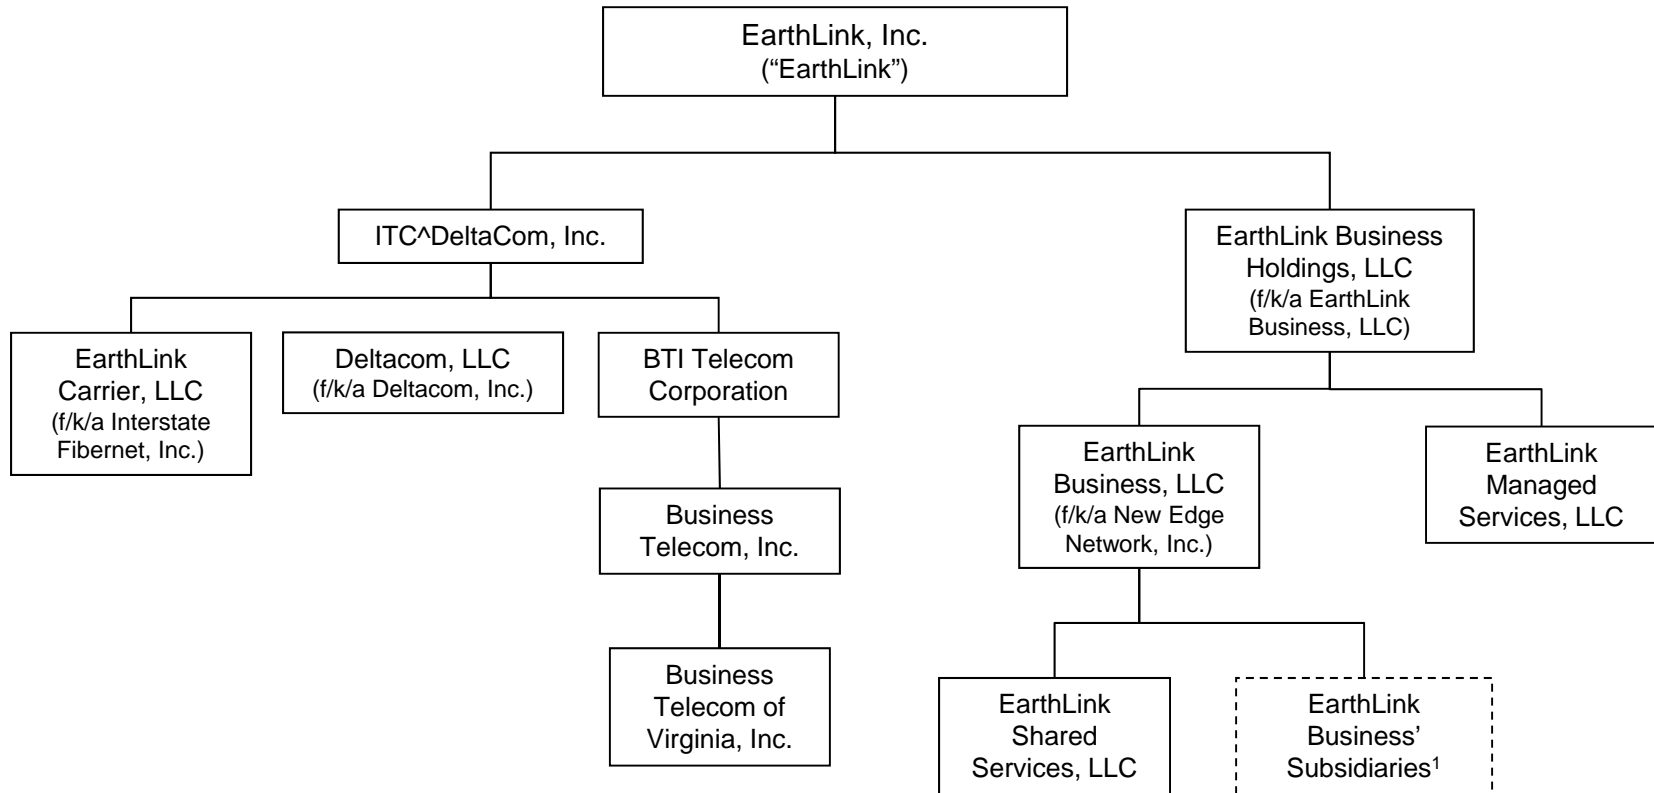 EarthLink, Inc.
(“EarthLink”)
ITC^DeltaCom, Inc.
EarthLink Business
Holdings, LLC
(f/k/a EarthLink
Business, LLC)
EarthLink
Carrier, LLC
(f/k/a Interstate
Fibernet, Inc.)
Deltacom, LLC
(f/k/a Deltacom, Inc.)
BTI Telecom
Corporation
EarthLink
Business, LLC
(f/k/a New Edge
Network, Inc.)
EarthLink
Managed
Services, LLC
Business
Telecom, Inc.
Business
Telecom of
Virginia, Inc.
EarthLink
Shared
Services, LLC
EarthLink
Business’
Subsidiaries¹